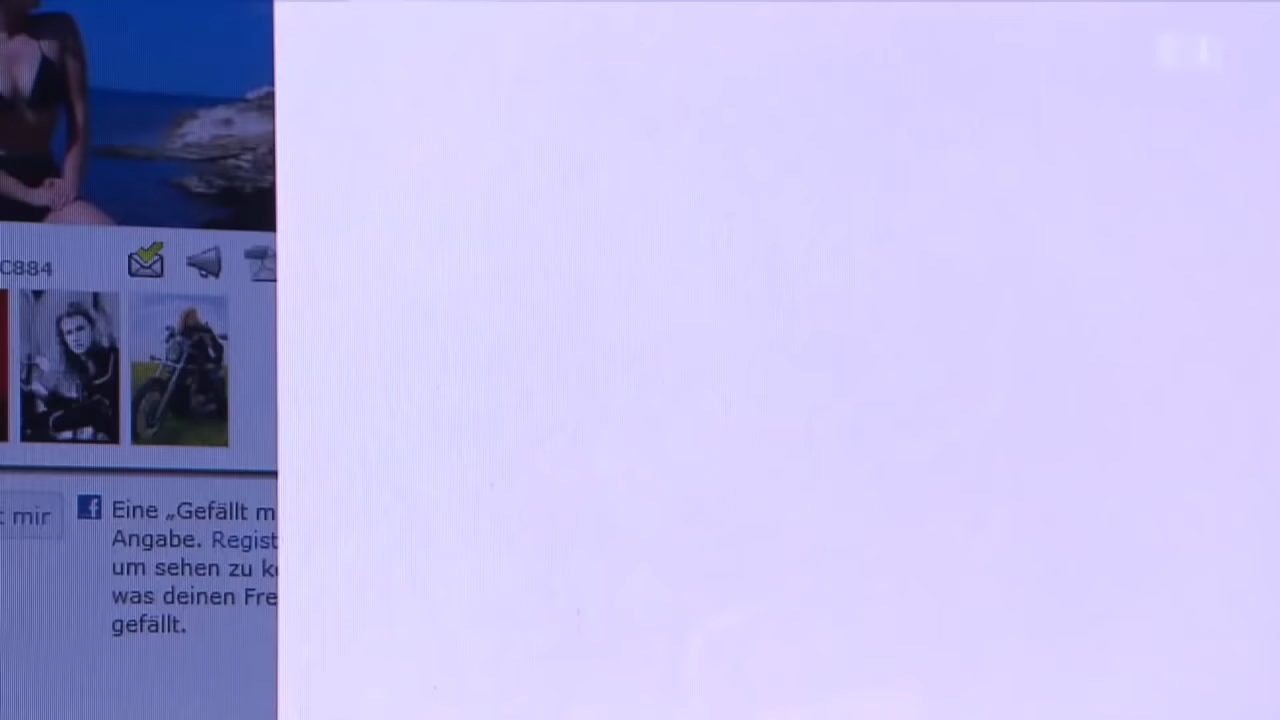 C884
t mir
f Eine „Gefällt m
Angabe. Regist
um sehen zu k
was deinen Fre
gefällt.